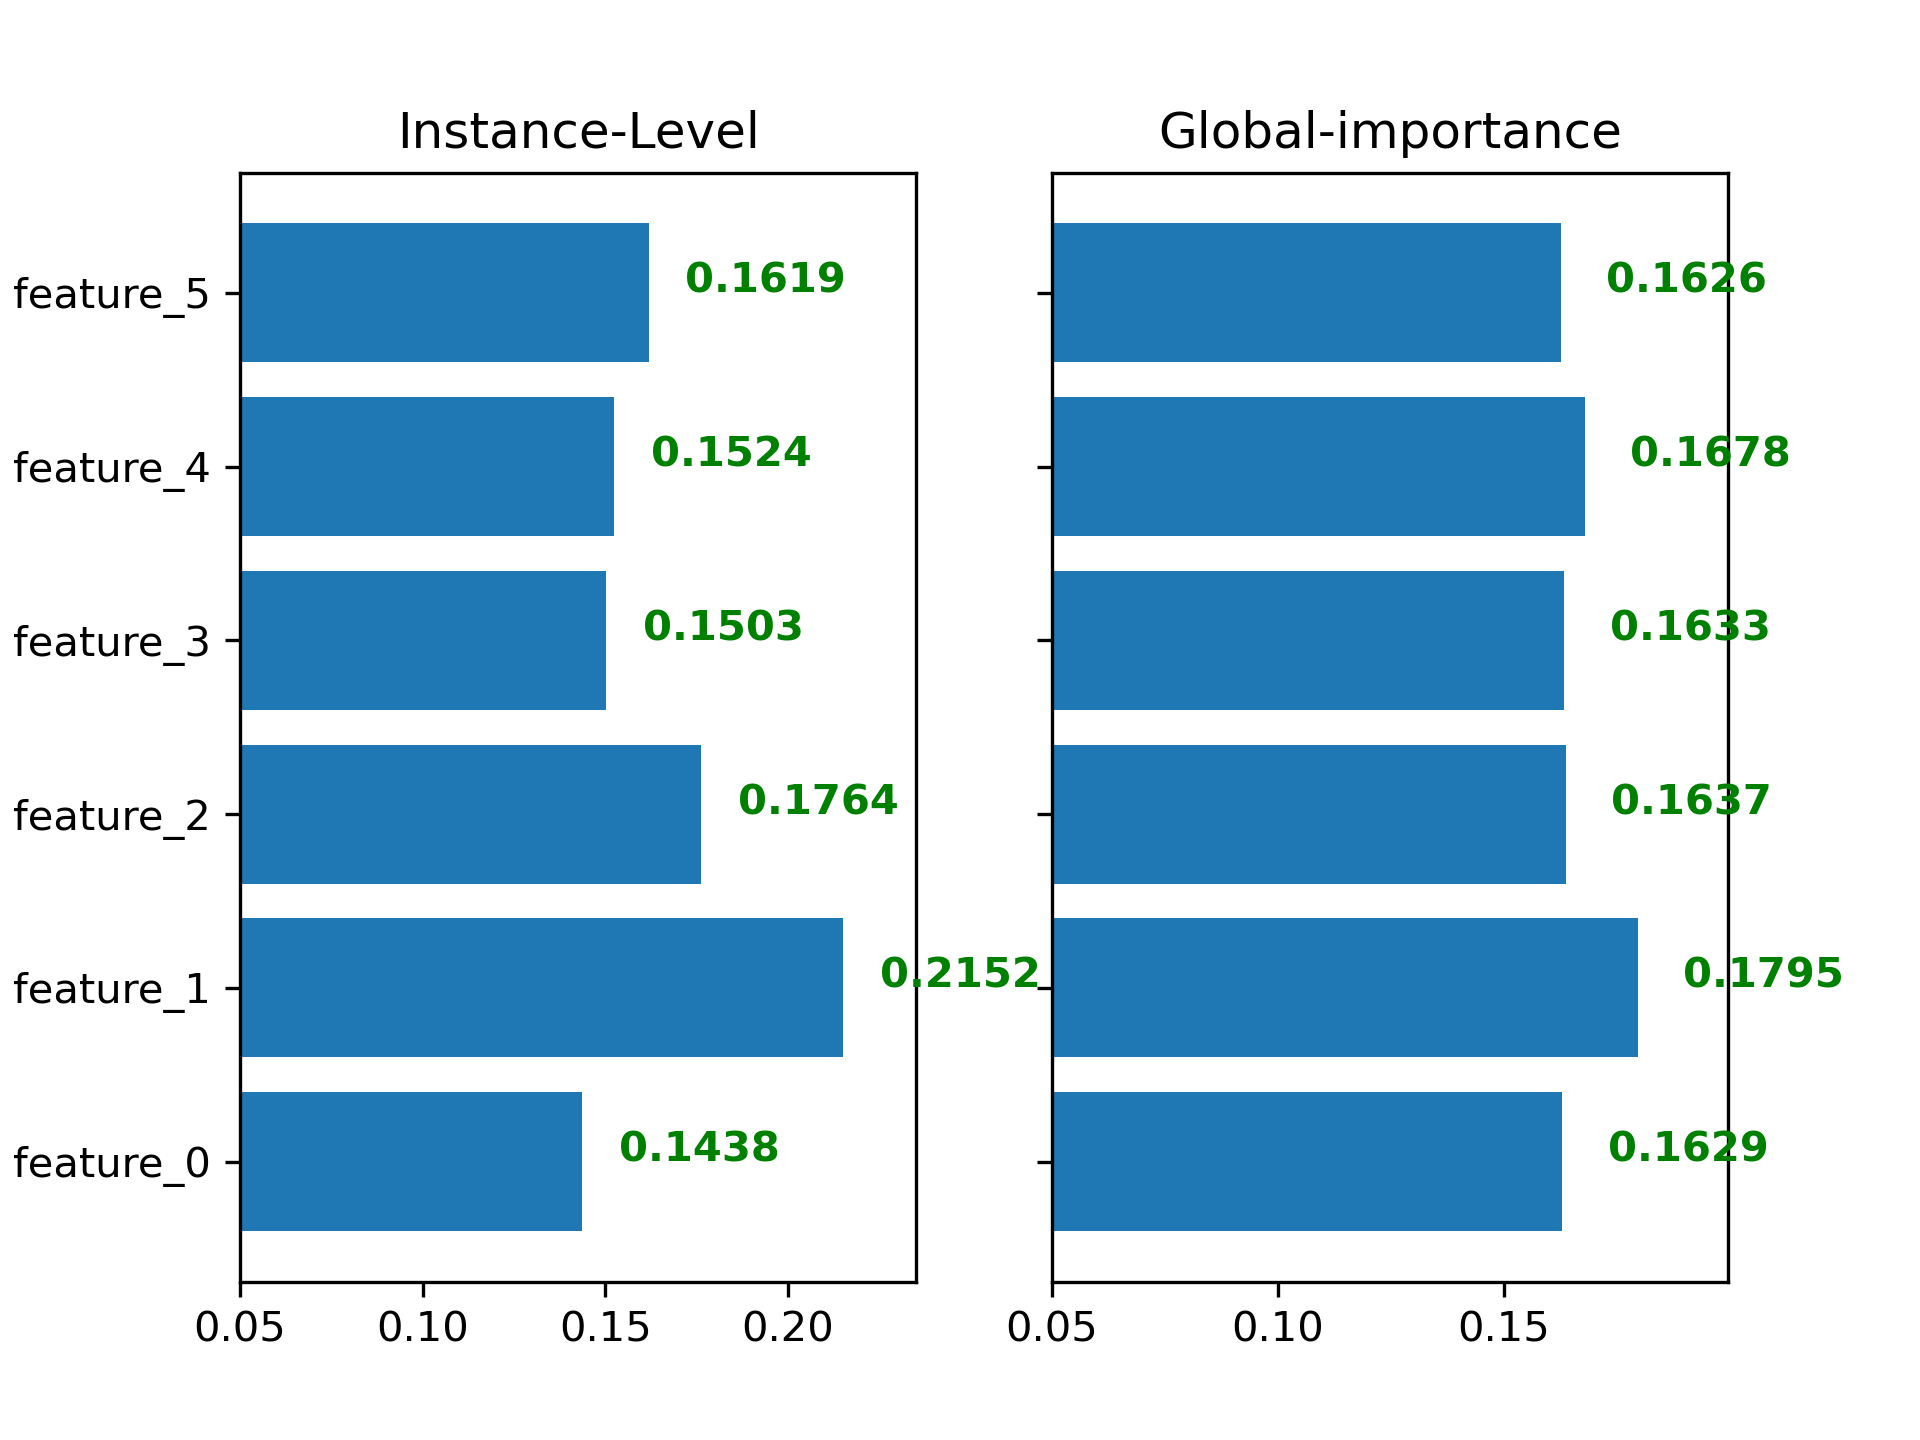 Instance-Level
Global-importance
feature_5
0.1619
0.1626
feature_4
0.1524
0.1678
feature_3
0.1503
0.1633
feature_2
0.1764
0.1637
feature_1
0.2152
0.1795
feature_0
0.1438
0.1629
0.05 0.10 0.15 0.20
0.05 0.10 0.15